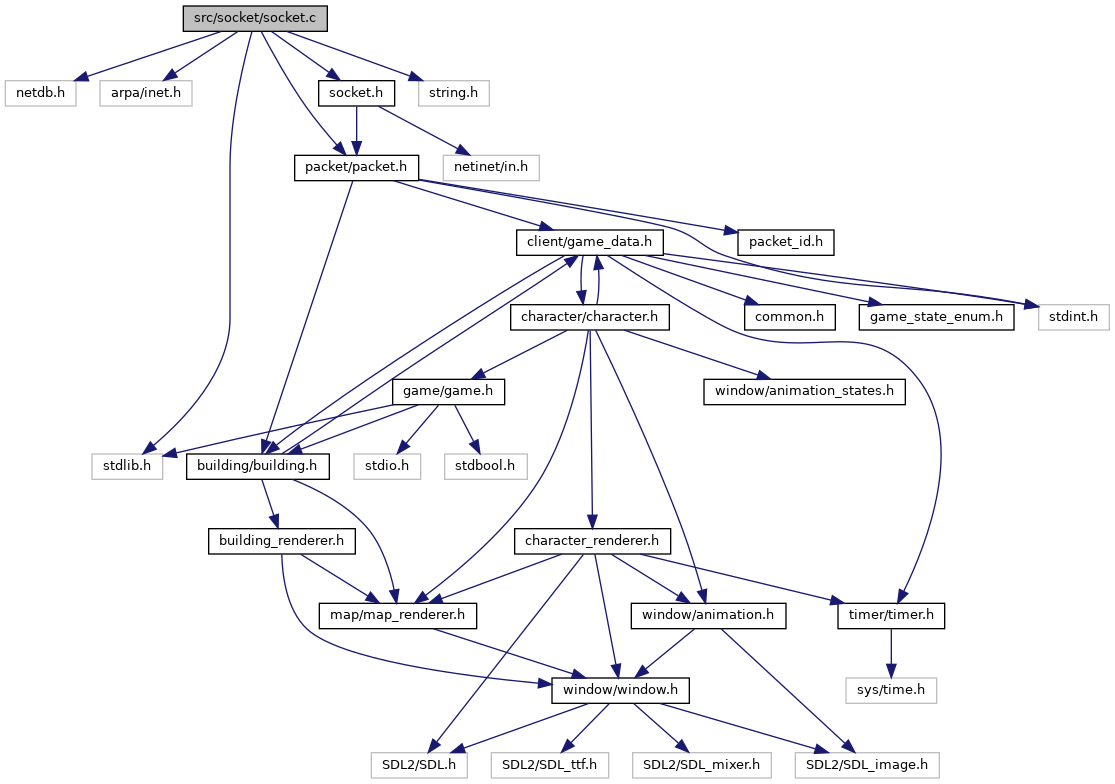 src/socket/socket.c
netdb.h
arpa/inet.h
socket.h
string.h
packet/packet.h
netinet/in.h
client/game_data.h
packet_id.h
character/character.h
common.h
game_state_enum.h
stdint.h
game/game.h
window/animation_states.h
stdlib.h
building/building.h
stdio.h
stdbool.h
building_renderer.h
character_renderer.h
map/map_renderer.h
window/animation.h
timer/timer.h
window/window.h
sys/time.h
SDL2/SDL.h
SDL2/SDL_ttf.h
SDL2/SDL_mixer.h
SDL2/SDL_image.h